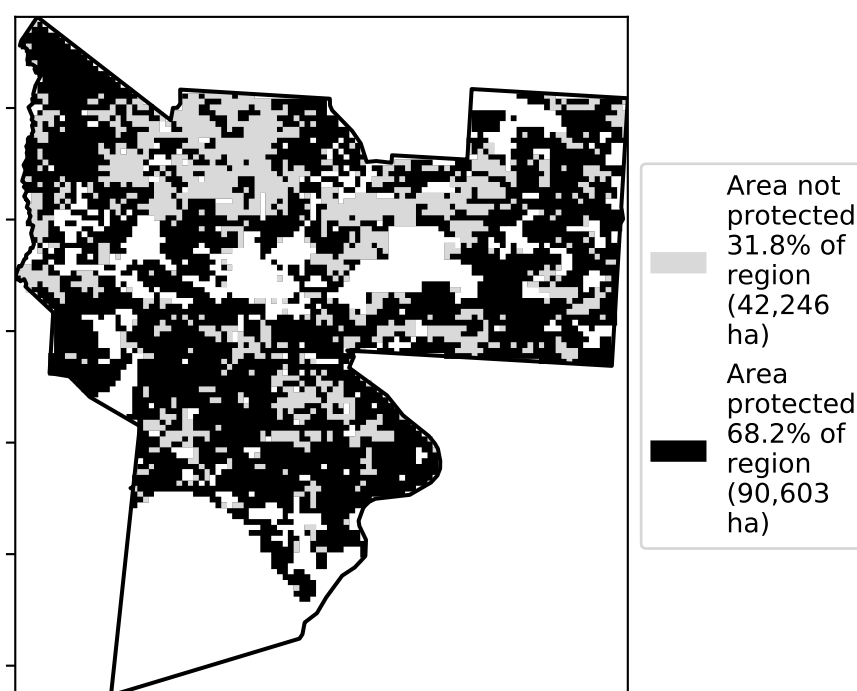 Area not
protected
31.8% of
region
(42,246
ha)
Area
protected
68.2% of
region
(90,603
ha)